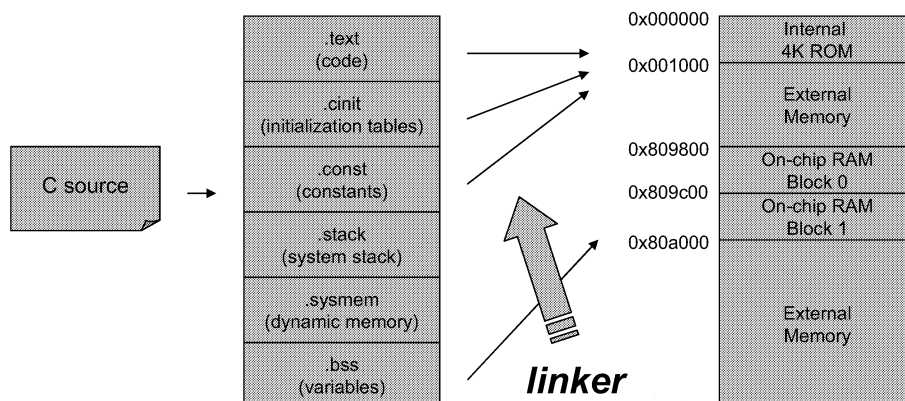 C source
.text
(code)
.cinit
(initialization tables)
.const
(constants)
.stack
(system stack)
.sysmem
(dynamic memory)
.bss
(variables)
linker
0x000000
0x001000
0x809800
0x809c00
0x80a000
Internal
4K ROM
External
Memory
On-chip RAM
Block 0
On-chip RAM
Block 1
External
Memory